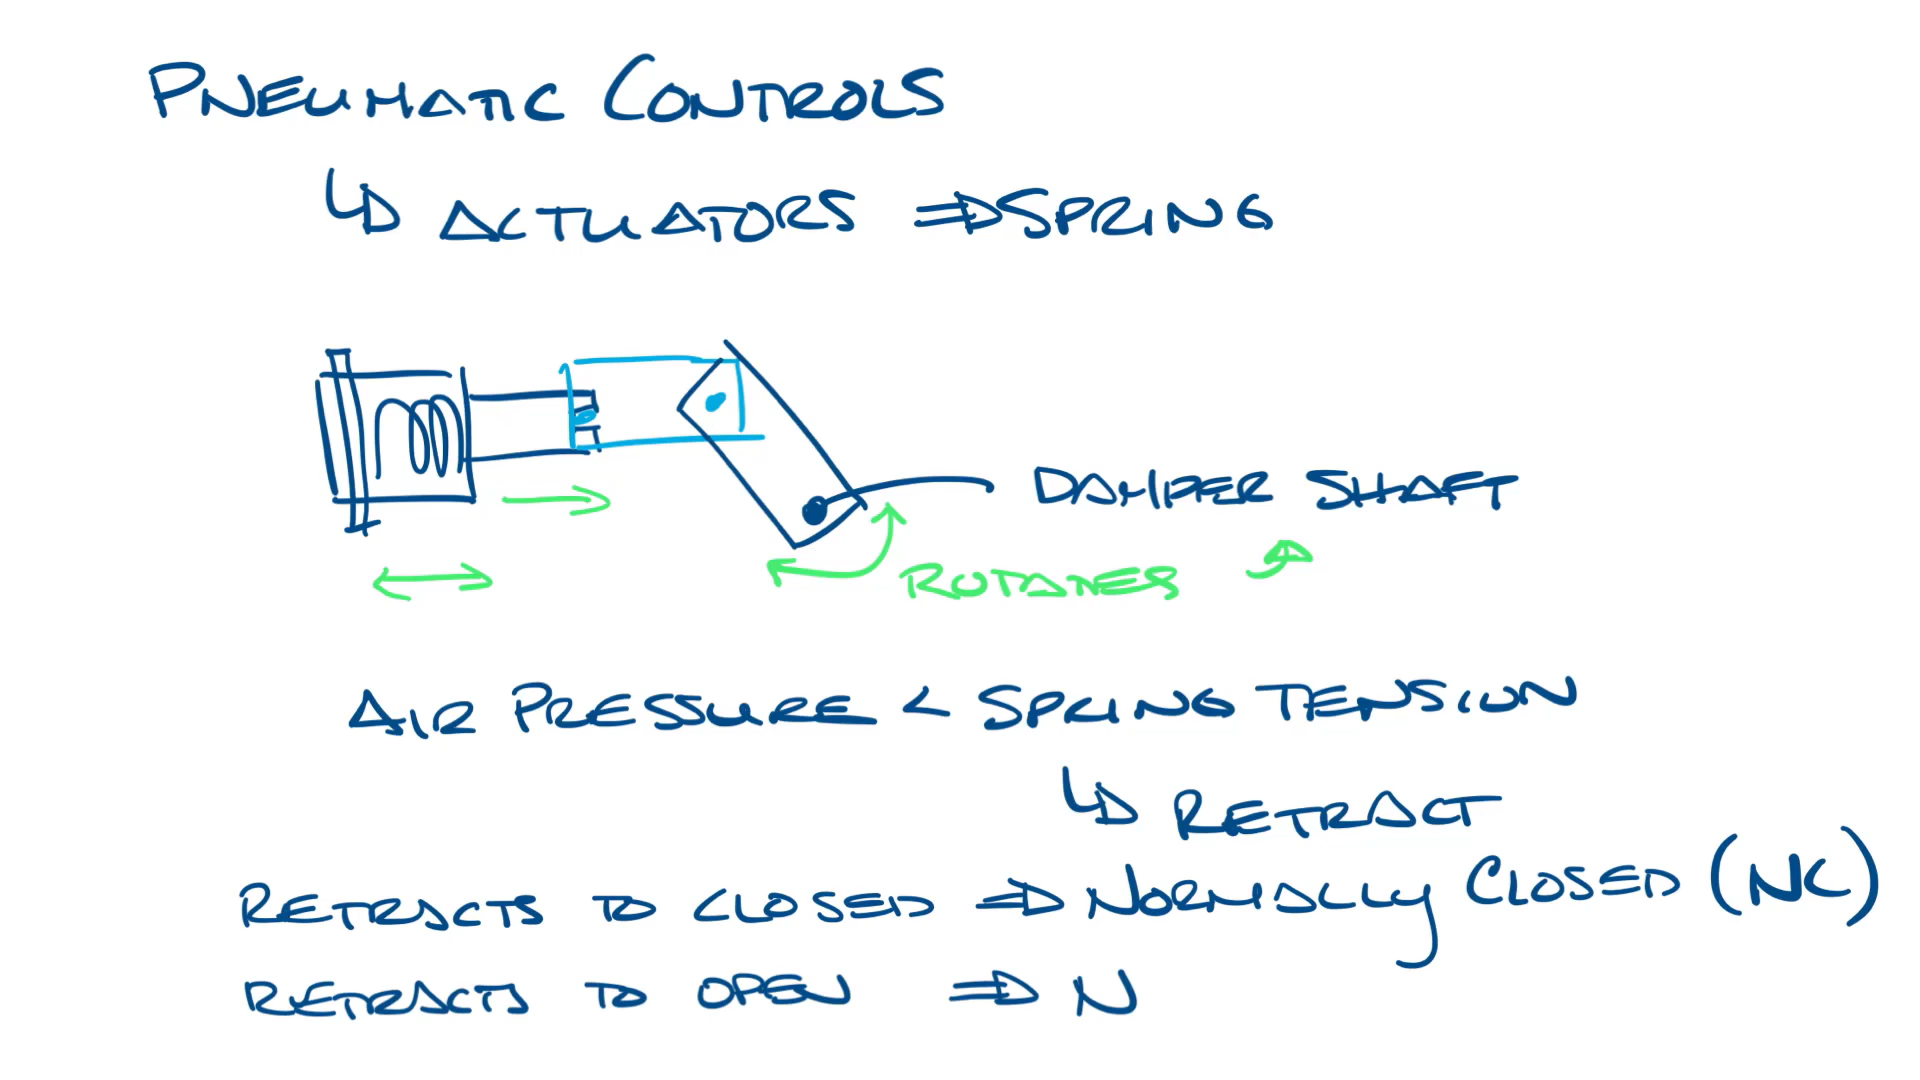 PNEUMATIC CONTROLS
↳ ACTUATORS ⇒ SPRING
DAMPER SHAFT
ROTATES
AIR PRESSURE < SPRING TENSION
↳ RETRACT
RETRACTS TO CLOSED ⇒ NORMALLY CLOSED (NC)
RETRACTS TO OPEN ⇒ N